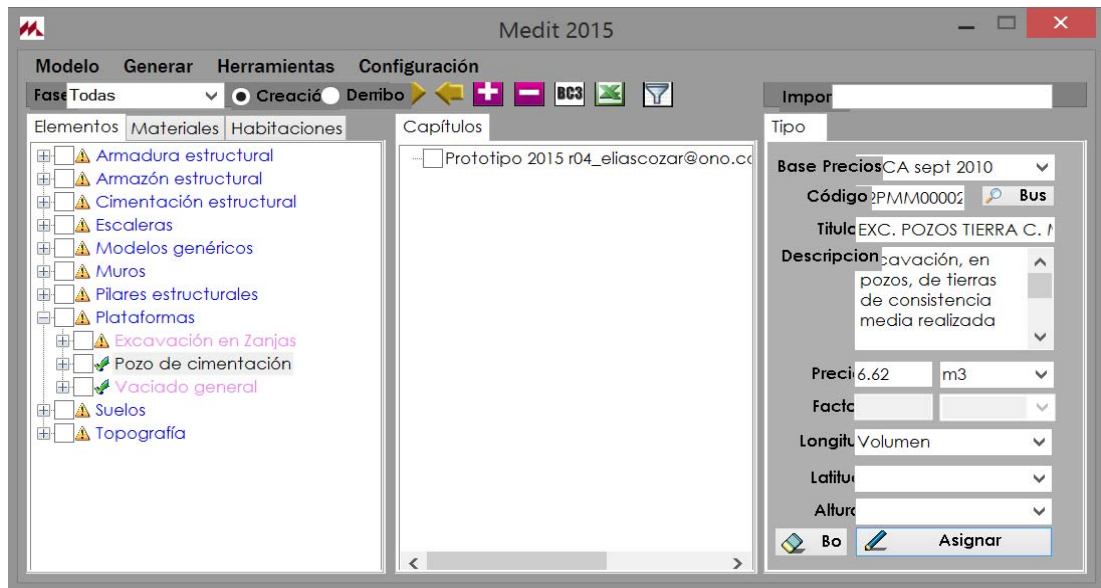 Medit 2015
Modelo Generar Herramientas Configuración
Fase Todas Creació Derribo BC3 Impor
Elementos Materiales Habitaciones
Armadura estructural
Armazón estructural
Cimentación estructural
Escaleras
Modelos genéricos
Muros
Pilares estructurales
Plataformas
Excavación en Zanjas
Pozo de cimentación
Vaciado general
Suelos
Topografía
Capítulos
Prototipo 2015 r04_eliascozar@ono.cc
Tipo
Base Precios CA sept 2010
Código 2PMM00002 Bus
Titulo EXC. POZOS TIERRA C. M
Descripcion cavación, en
pozos, de tierras
de consistencia
media realizada
Preci 6.62 m3
Facto
Longitu Volumen
Latitu
Altura
Bo Asignar